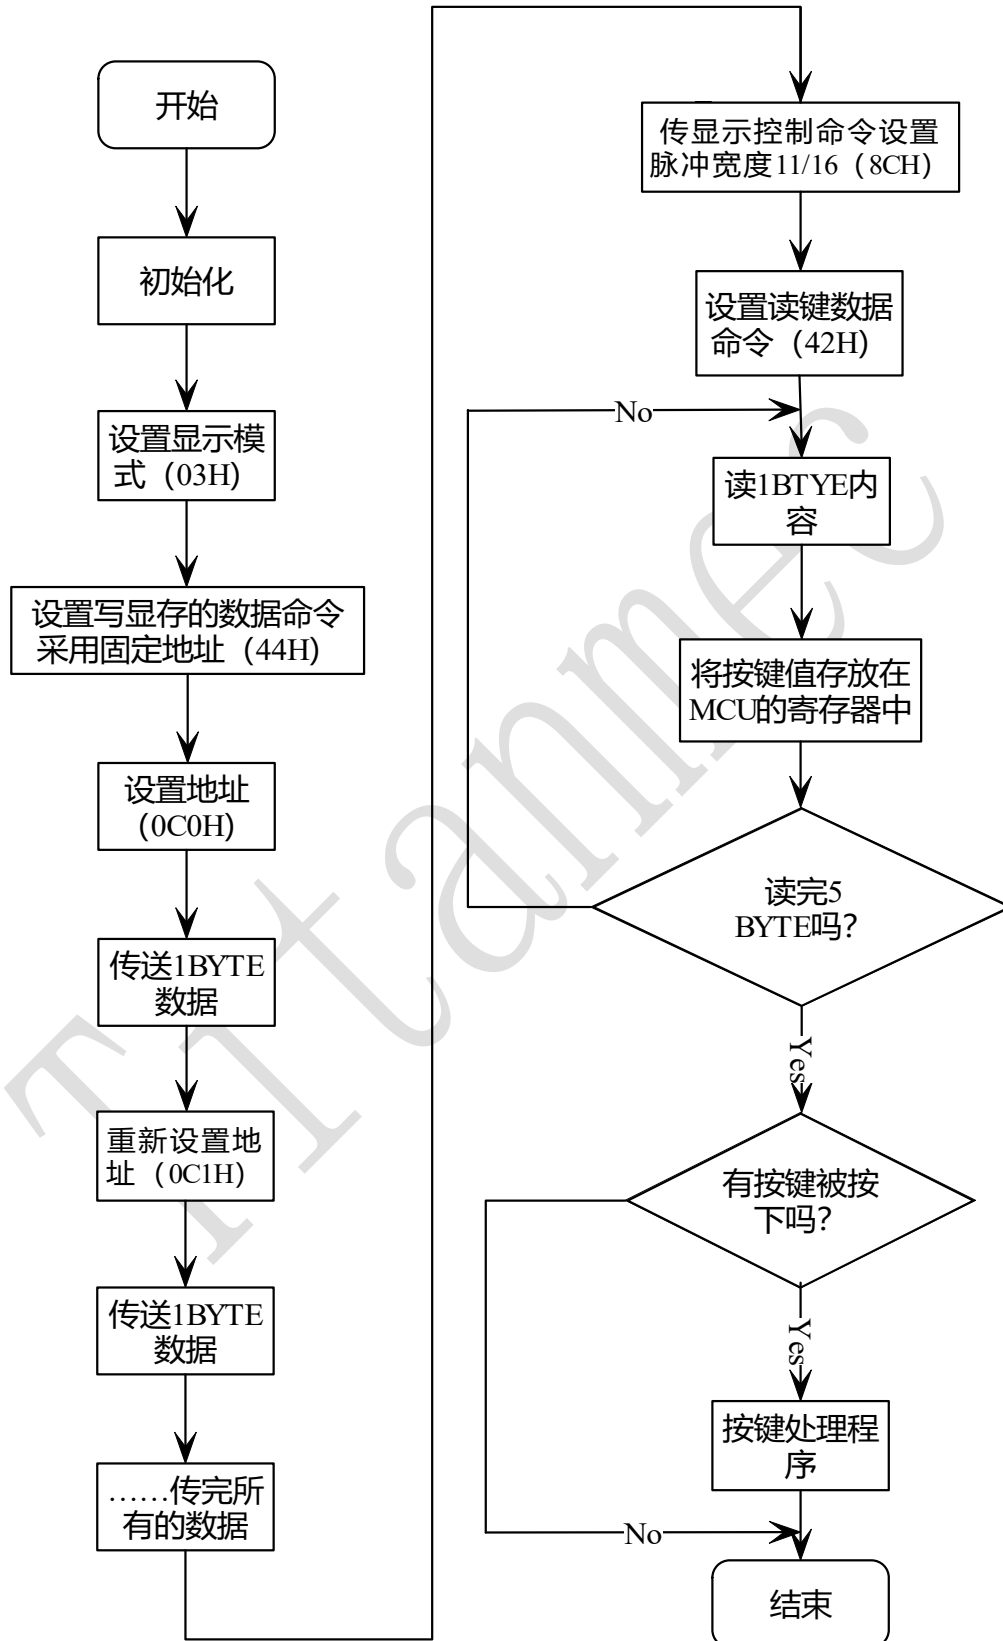 开始
初始化
设置显示模
式（03H）
设置写显存的数据命令
采用固定地址（44H）
设置地址
（0C0H）
传送1BYTE
数据
重新设置地
址（0C1H）
传送1BYTE
数据
……传完所
有的数据
传显示控制命令设置
脉冲宽度11/16（8CH）
设置读键数据
命令（42H）
No
读1BTYE内
容
将按键值存放在
MCU的寄存器中
读完5
BYTE吗？
Yes
有按键被按
下吗？
Yes
按键处理程
序
No
结束
Titanmec